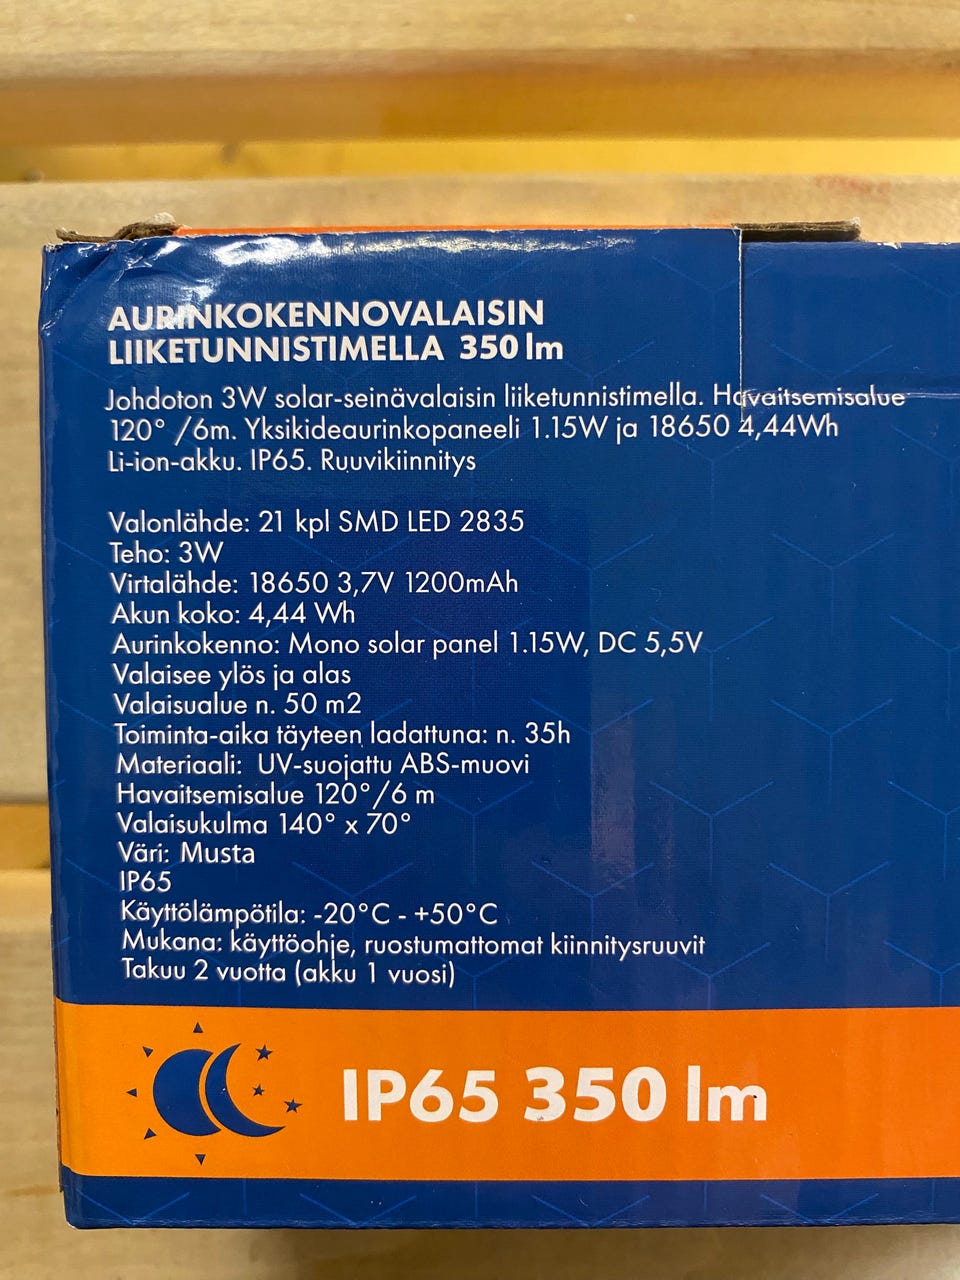 AURINKOKENNOVALAISIN
LIIKETUNNISTIMELLA 350 lm
Johdoton 3W solar-seinävalaisin liiketunnistimella. Havaitsemisalue
120° /6m. Yksikideaurinkopaneeli 1.15W ja 18650 4,44Wh
Li-ion-akku. IP65. Ruuvikiinnitys
Valonlähde: 21 kpl SMD LED 2835
Teho: 3W
Virtalähde: 18650 3,7V 1200mAh
Akun koko: 4,44 Wh
Aurinkokenno: Mono solar panel 1.15W, DC 5,5V
Valaisee ylös ja alas
Valaisualue n. 50 m2
Toiminta-aika täyteen ladattuna: n. 35h
Materiaali: UV-suojattu ABS-muovi
Havaitsemisalue 120°/6 m
Valaisukulma 140° x 70°
Väri: Musta
IP65
Käyttölämpötila: -20°C - +50°C
Mukana: käyttöohje, ruostumattomat kiinnitysruuvit
Takuu 2 vuotta (akku 1 vuosi)
IP65 350 lm